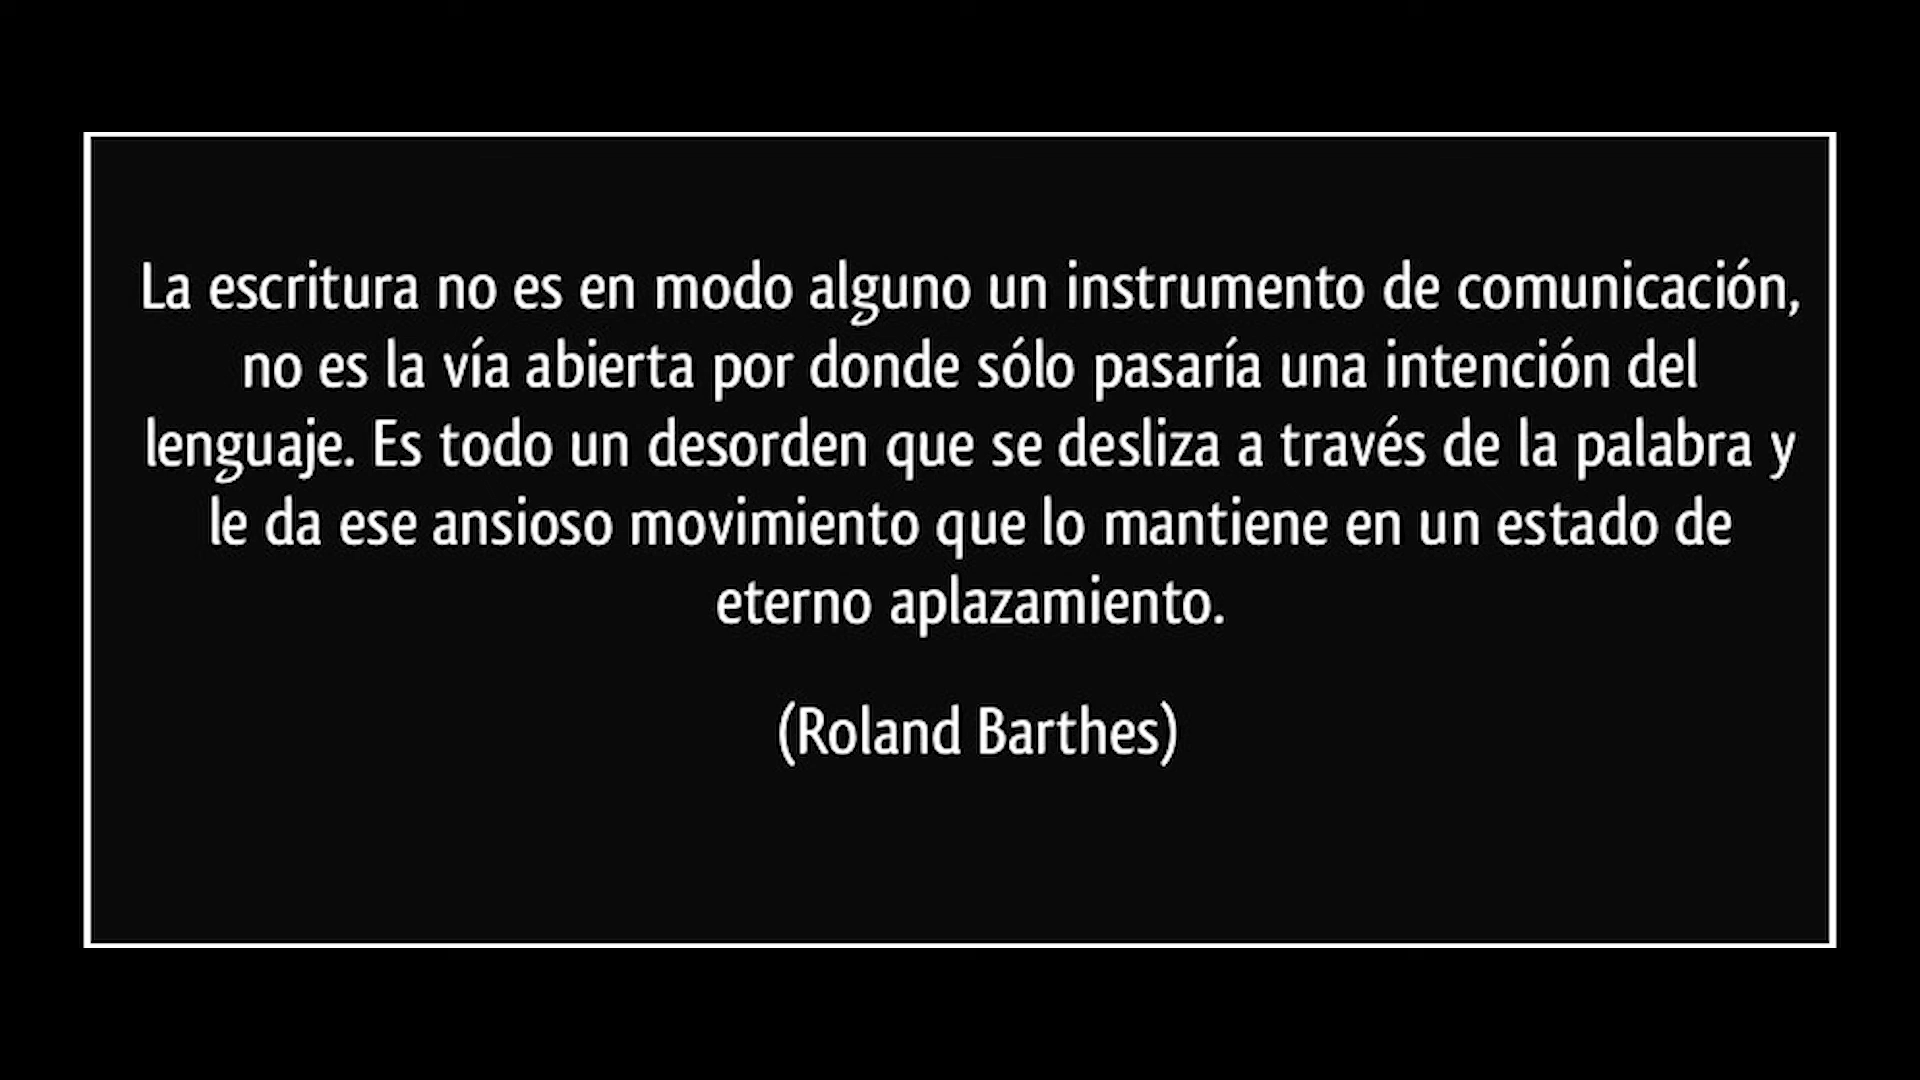 La escritura no es en modo alguno un instrumento de comunicación,
no es la vía abierta por donde sólo pasaría una intención del
lenguaje. Es todo un desorden que se desliza a través de la palabra y
le da ese ansioso movimiento que lo mantiene en un estado de
eterno aplazamiento.
(Roland Barthes)